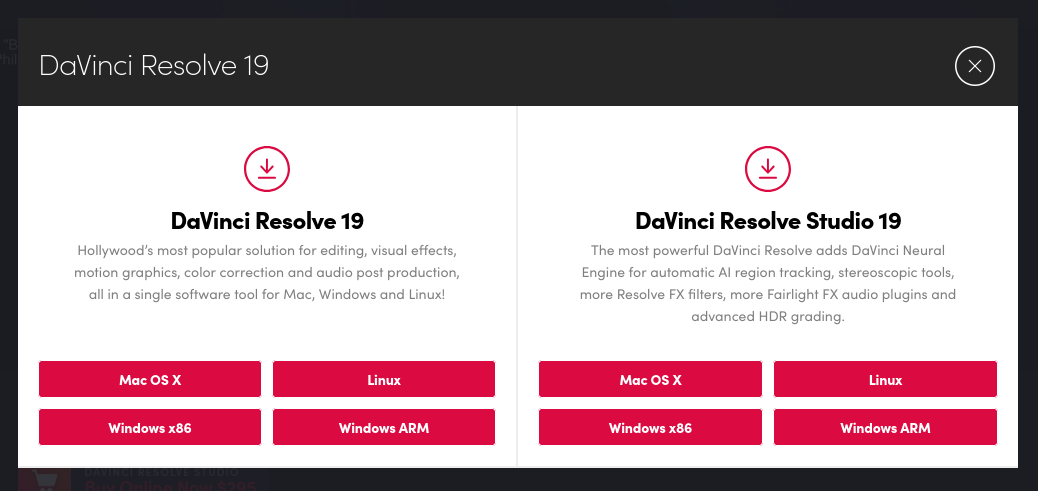 DaVinci Resolve 19
DaVinci Resolve 19
Hollywood’s most popular solution for editing, visual effects,
motion graphics, color correction and audio post production,
all in a single software tool for Mac, Windows and Linux!
Mac OS X
Linux
Windows x86
Windows ARM
DaVinci Resolve Studio 19
The most powerful DaVinci Resolve adds DaVinci Neural
Engine for automatic AI region tracking, stereoscopic tools,
more Resolve FX filters, more Fairlight FX audio plugins and
advanced HDR grading.
Mac OS X
Linux
Windows x86
Windows ARM
DAVINCI RESOLVE STUDIO
Buy Online Now $295